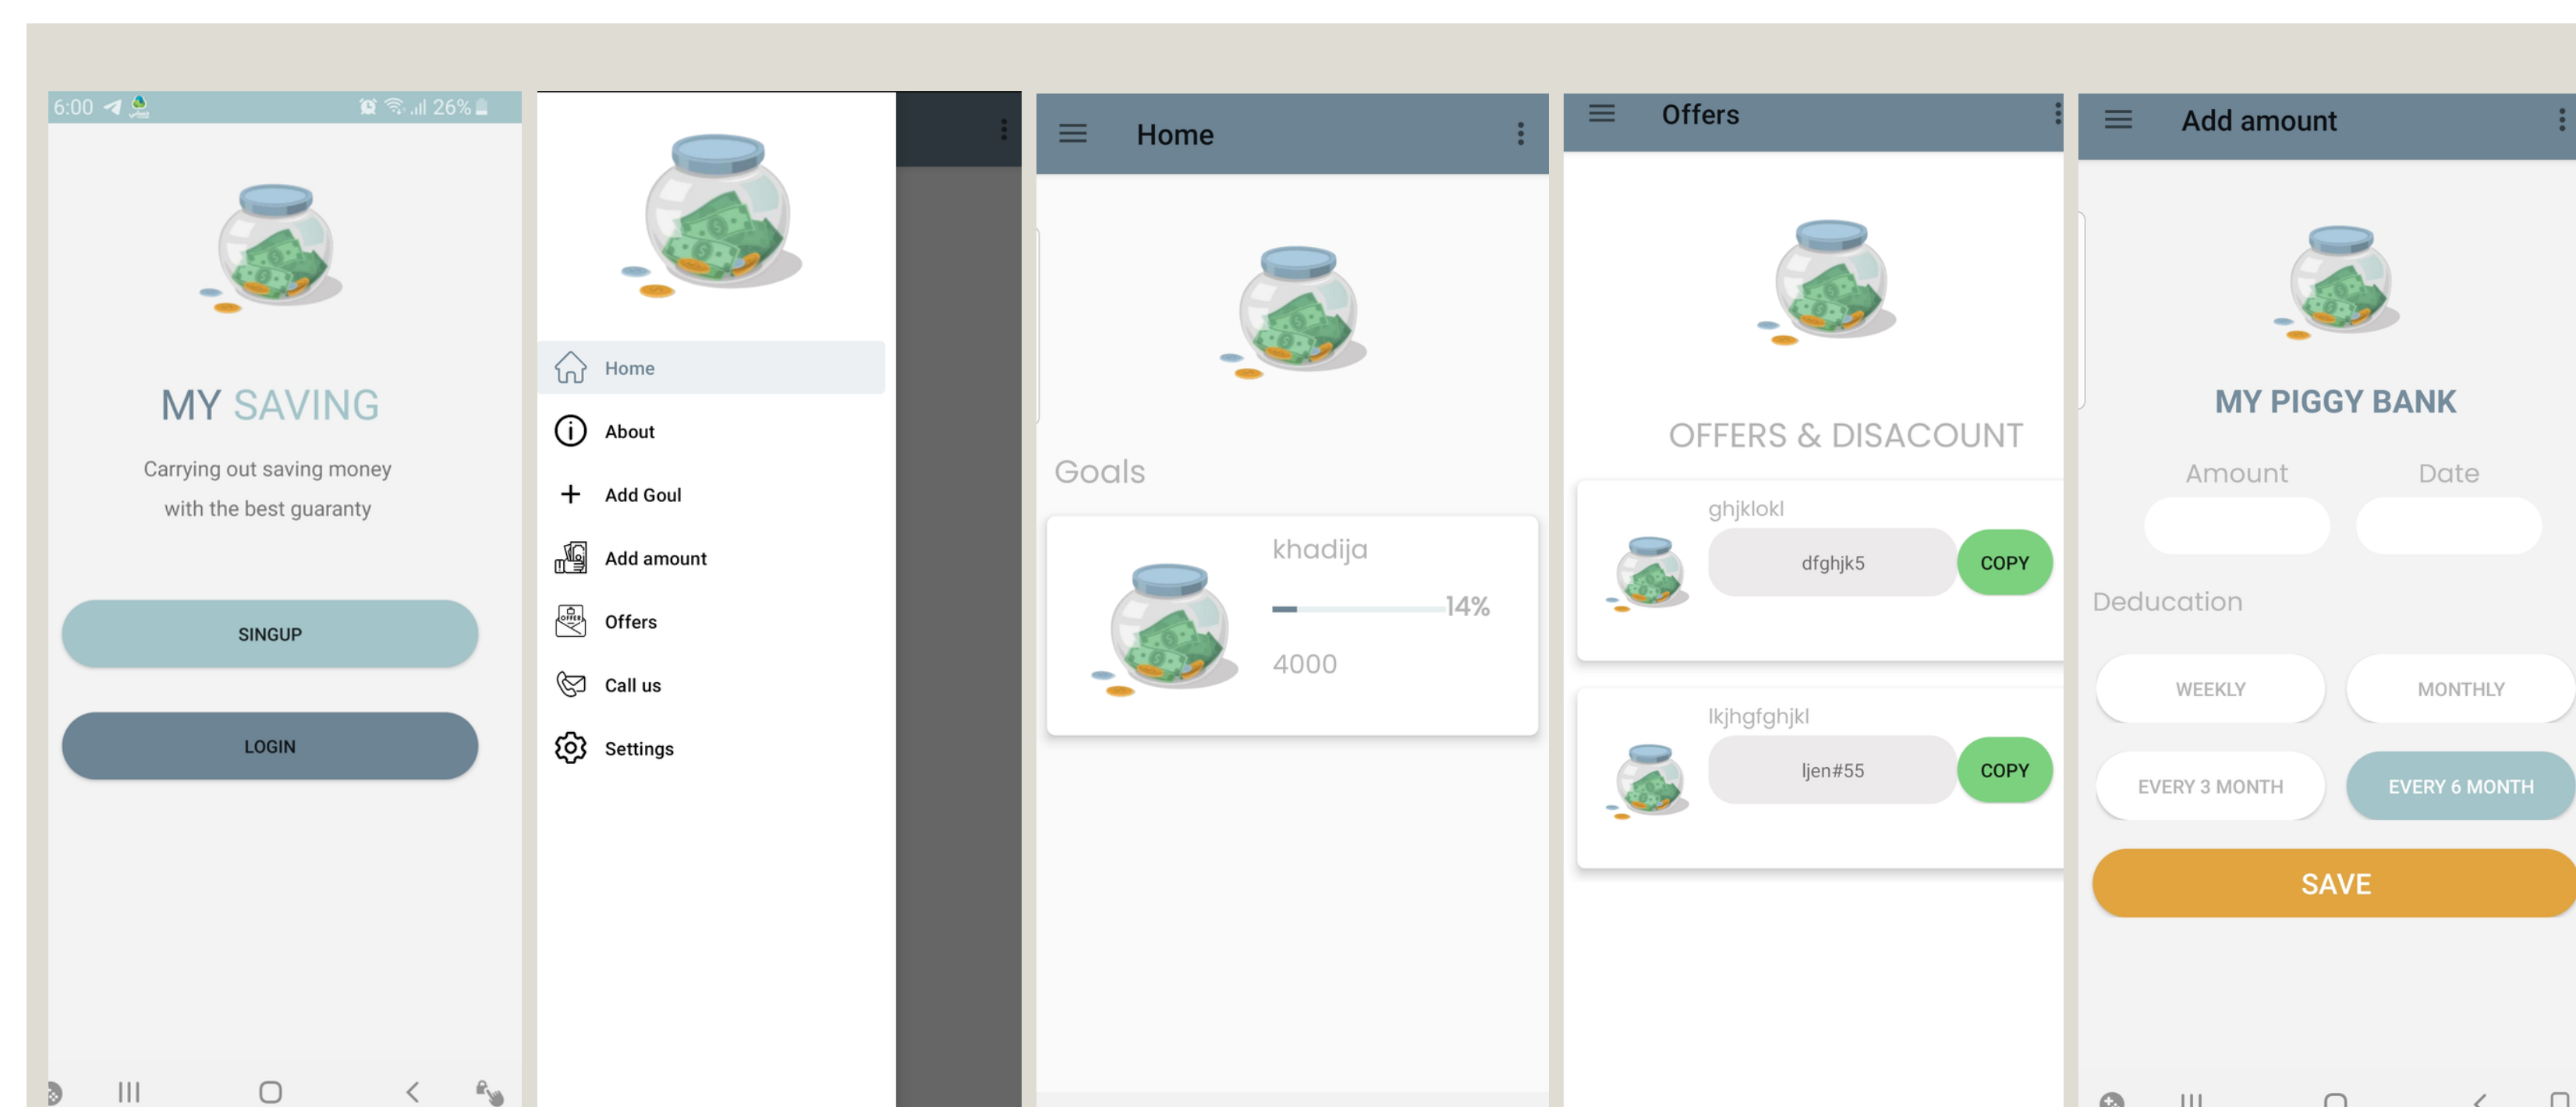 6:00
26%
MY SAVING
Carrying out saving money
with the best guaranty
SINGUP
LOGIN
Home
About
Add Goul
Add amount
OFFER
Offers
Call us
Settings
Home
Goals
khadija
14%
4000
Offers
OFFERS & DISACOUNT
ghjklokl
dfghjk5
COPY
lkjhgfghjkl
ljen#55
COPY
Add amount
MY PIGGY BANK
Amount Date
Deducation
WEEKLY MONTHLY
EVERY 3 MONTH EVERY 6 MONTH
SAVE